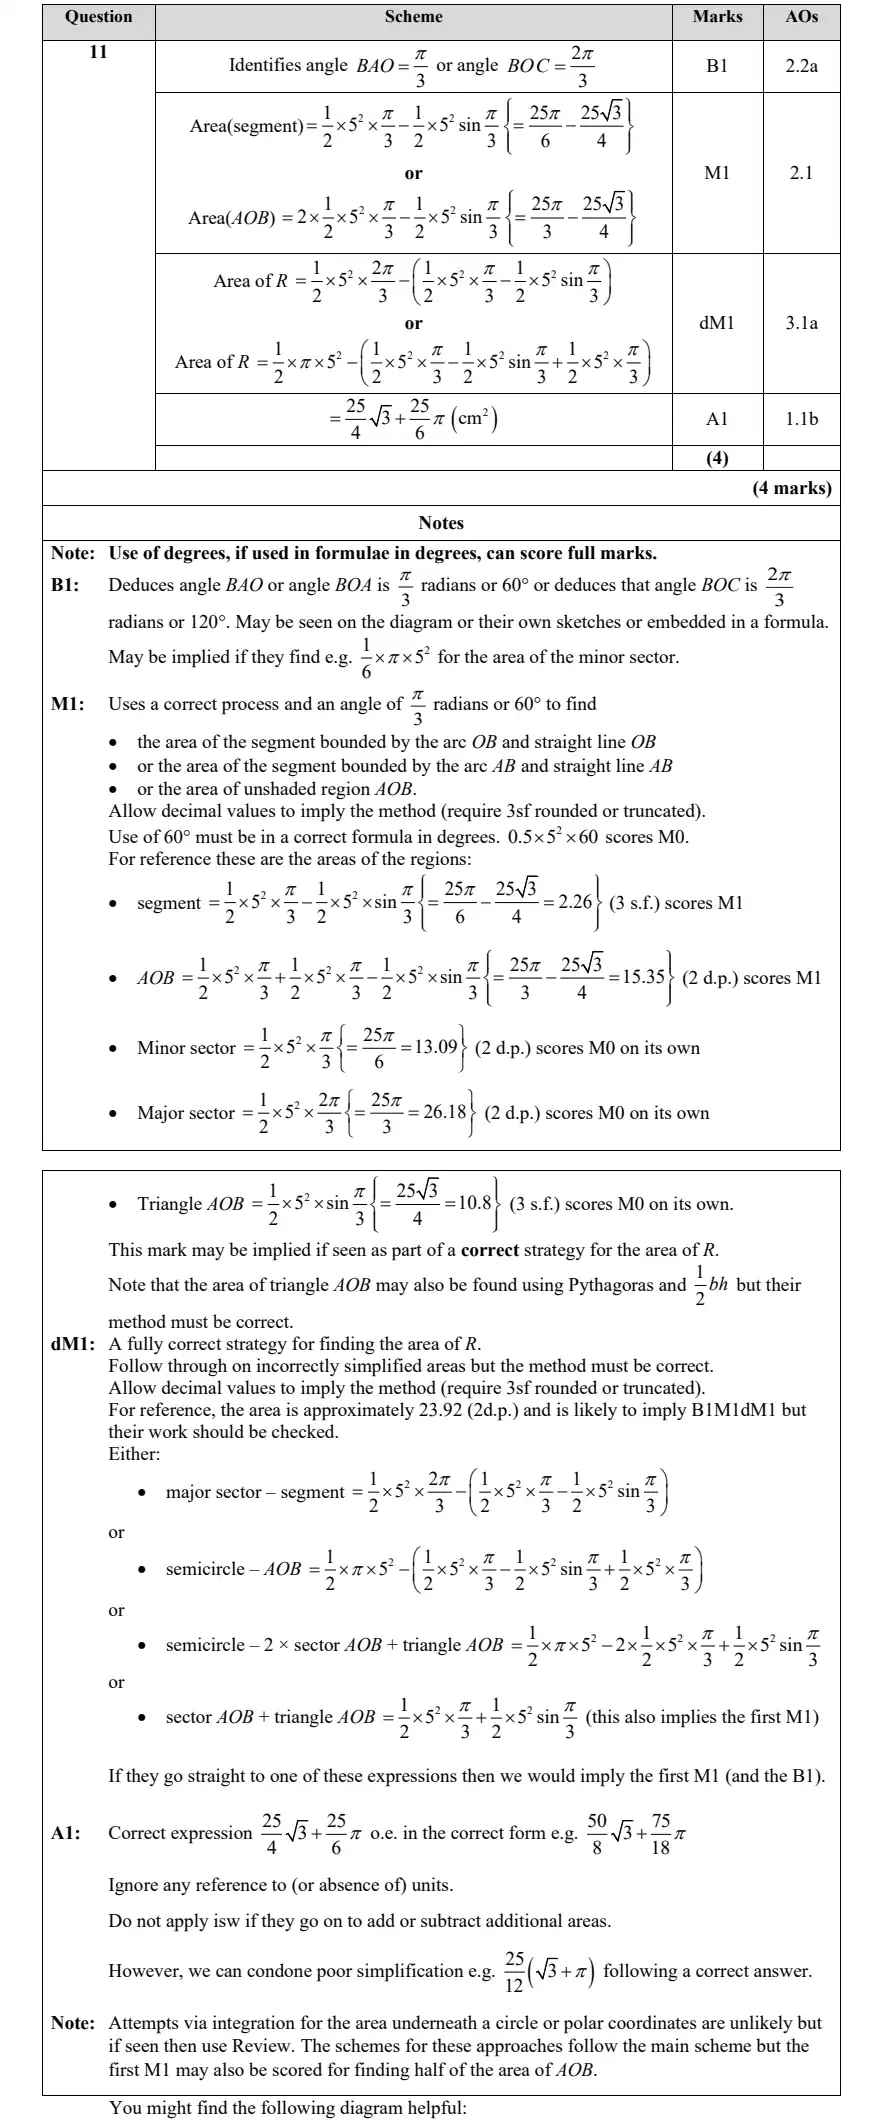 Question Scheme Marks AOs
11 Identifies angle BAO = π/3 or angle BOC = 2π/3 B1 2.2a
Area(segment) = 1/2 × 5² × π/3 − 1/2 × 5² sin π/3 {= 25π/6 − 25√3/4}
or
M1 2.1
Area(AOB) = 2 × 1/2 × 5² × π/3 − 1/2 × 5² sin π/3 {= 25π/3 − 25√3/4}
Area of R = 1/2 × 5² × 2π/3 − (1/2 × 5² × π/3 − 1/2 × 5² sin π/3)
or
dM1 3.1a
Area of R = 1/2 × π × 5² − (1/2 × 5² × π/3 − 1/2 × 5² sin π/3 + 1/2 × 5² × π/3)
= 25/4 √3 + 25/6 π (cm²) A1 1.1b
(4)
(4 marks)
Notes
Note: Use of degrees, if used in formulae in degrees, can score full marks.
B1: Deduces angle BAO or angle BOA is π/3 radians or 60° or deduces that angle BOC is 2π/3
radians or 120°. May be seen on the diagram or their own sketches or embedded in a formula.
May be implied if they find e.g. 1/6 × π × 5² for the area of the minor sector.
M1: Uses a correct process and an angle of π/3 radians or 60° to find
• the area of the segment bounded by the arc OB and straight line OB
• or the area of the segment bounded by the arc AB and straight line AB
• or the area of unshaded region AOB.
Allow decimal values to imply the method (require 3sf rounded or truncated).
Use of 60° must be in a correct formula in degrees. 0.5 × 5² × 60 scores M0.
For reference these are the areas of the regions:
• segment = 1/2 × 5² × π/3 − 1/2 × 5² × sin π/3 {= 25π/6 − 25√3/4 = 2.26} (3 s.f.) scores M1
• AOB = 1/2 × 5² × π/3 + 1/2 × 5² × π/3 − 1/2 × 5² × sin π/3 {= 25π/3 − 25√3/4 = 15.35} (2 d.p.) scores M1
• Minor sector = 1/2 × 5² × π/3 {= 25π/6 = 13.09} (2 d.p.) scores M0 on its own
• Major sector = 1/2 × 5² × 2π/3 {= 25π/3 = 26.18} (2 d.p.) scores M0 on its own
• Triangle AOB = 1/2 × 5² × sin π/3 {= 25√3/4 = 10.8} (3 s.f.) scores M0 on its own.
This mark may be implied if seen as part of a correct strategy for the area of R.
Note that the area of triangle AOB may also be found using Pythagoras and 1/2 bh but their
method must be correct.
dM1: A fully correct strategy for finding the area of R.
Follow through on incorrectly simplified areas but the method must be correct.
Allow decimal values to imply the method (require 3sf rounded or truncated).
For reference, the area is approximately 23.92 (2d.p.) and is likely to imply B1M1dM1 but
their work should be checked.
Either:
• major sector – segment = 1/2 × 5² × 2π/3 − (1/2 × 5² × π/3 − 1/2 × 5² sin π/3)
or
• semicircle – AOB = 1/2 × π × 5² − (1/2 × 5² × π/3 − 1/2 × 5² sin π/3 + 1/2 × 5² × π/3)
or
• semicircle – 2 × sector AOB + triangle AOB = 1/2 × π × 5² − 2 × 1/2 × 5² × π/3 + 1/2 × 5² sin π/3
or
• sector AOB + triangle AOB = 1/2 × 5² × π/3 + 1/2 × 5² sin π/3 (this also implies the first M1)
If they go straight to one of these expressions then we would imply the first M1 (and the B1).
A1: Correct expression 25/4 √3 + 25/6 π o.e. in the correct form e.g. 50/8 √3 + 75/18 π
Ignore any reference to (or absence of) units.
Do not apply isw if they go on to add or subtract additional areas.
However, we can condone poor simplification e.g. 25/12 (√3 + π) following a correct answer.
Note: Attempts via integration for the area underneath a circle or polar coordinates are unlikely but
if seen then use Review. The schemes for these approaches follow the main scheme but the
first M1 may also be scored for finding half of the area of AOB.
You might find the following diagram helpful: